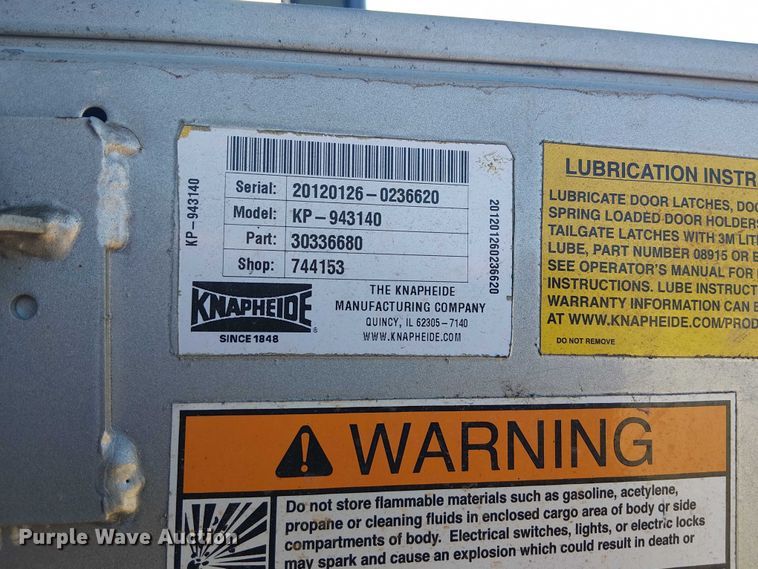 KP-943140
Serial: 20120126-0236620
Model: KP-943140
Part: 30336680
Shop: 744153
201201260236620
KNAPHEIDE®
SINCE 1848
THE KNAPHEIDE
MANUFACTURING COMPANY
QUINCY, IL 62305-7140
WWW.KNAPHEIDE.COM
LUBRICATION INSTR
LUBRICATE DOOR LATCHES, DOO
SPRING LOADED DOOR HOLDERS
TAILGATE LATCHES WITH 3M LIT
LUBE, PART NUMBER 08915 OR E
SEE OPERATOR'S MANUAL FOR
INSTRUCTIONS. LUBE INSTRUCT
WARRANTY INFORMATION CAN B
AT WWW.KNAPHEIDE.COM/PROD
DO NOT REMOVE
WARNING
Do not store flammable materials such as gasoline, acetylene,
propane or cleaning fluids in enclosed cargo area of body or side
compartments of body. Electrical switches, lights, or electric locks
may spark and cause an explosion which could result in death or
Purple Wave Auction